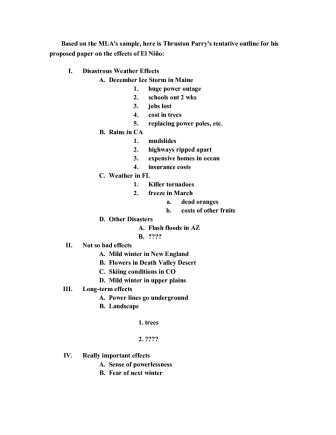 Based on the MLA's sample, here is Thruston Parry's tentative outline for his
proposed paper on the effects of El Niño:
I. Disastrous Weather Effects
A. December Ice Storm in Maine
1. huge power outage
2. schools out 2 wks
3. jobs lost
4. cost in trees
5. replacing power poles, etc.
B. Rains in CA
1. mudslides
2. highways ripped apart
3. expensive homes in ocean
4. insurance costs
C. Weather in FL
1. Killer tornadoes
2. freeze in March
a. dead oranges
b. costs of other fruits
D. Other Disasters
A. Flash floods in AZ
B. ????
II. Not so bad effects
A. Mild winter in New England
B. Flowers in Death Valley Desert
C. Skiing conditions in CO
D. Mild winter in upper plains
III. Long-term effects
A. Power lines go underground
B. Landscape
1. trees
2. ????
IV. Really important effects
A. Sense of powerlessness
B. Fear of next winter